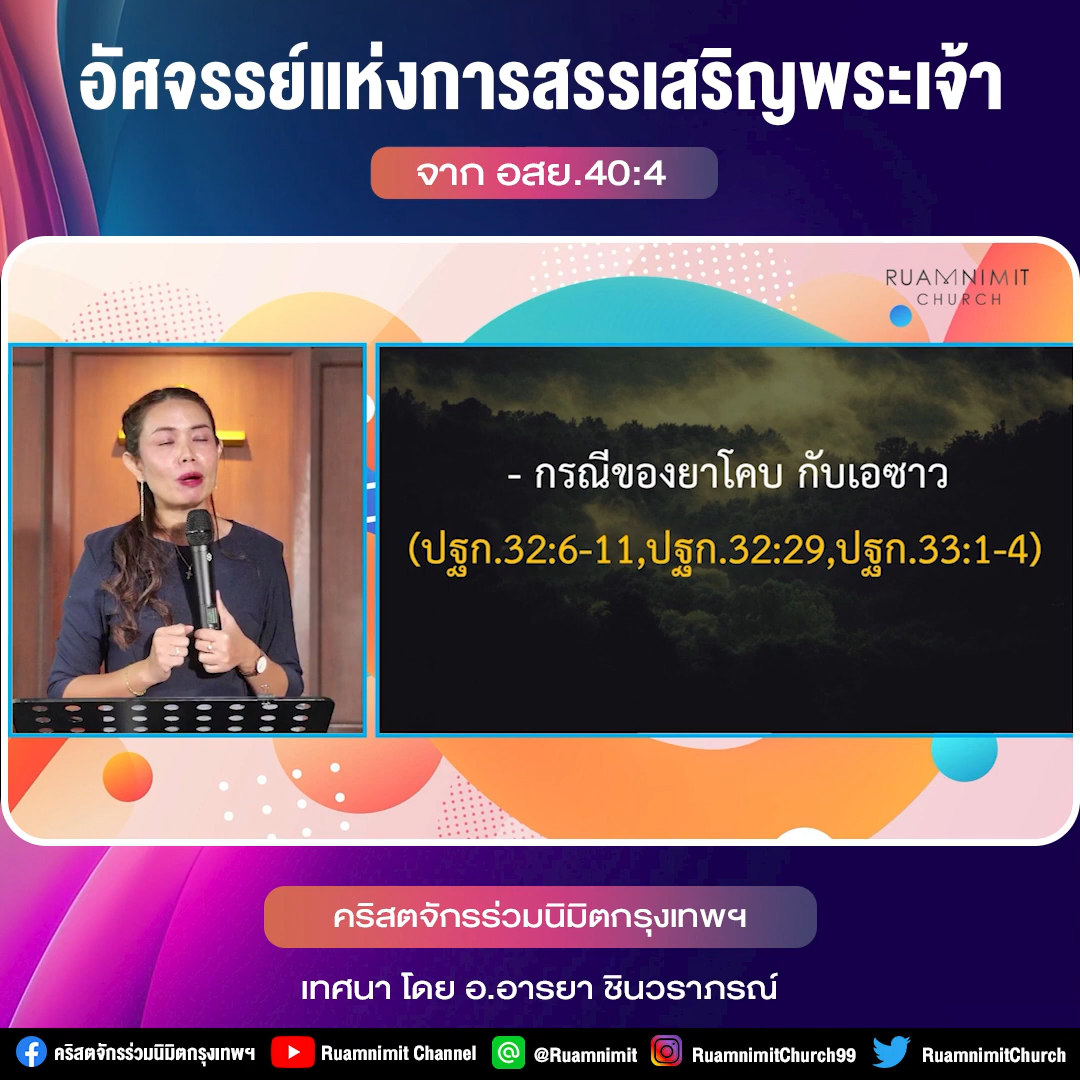 อัศจรรย์แห่งการสรรเสริญพระเจ้า
จาก อสย.40:4
RUAMNIMIT
CHURCH
- กรณีของยาโคบ กับเอซาว
(ปฐก.32:6-11,ปฐก.32:29,ปฐก.33:1-4)
คริสตจักรร่วมนิมิตกรุงเทพฯ
เทศนา โดย อ.อารยา ชินวราภรณ์
คริสตจักรร่วมนิมิตกรุงเทพฯ Ruamnimit Channel @Ruamnimit RuamnimitChurch99 RuamnimitChurch